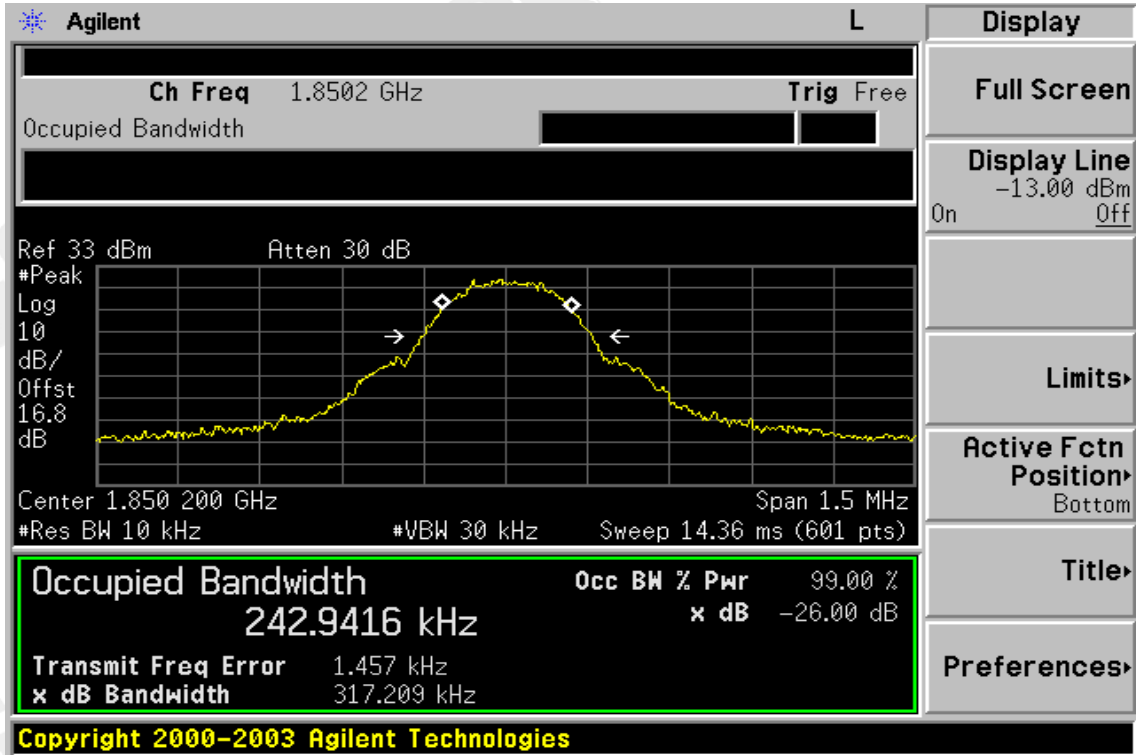 Agilent L
Display
Ch Freq 1.8502 GHz Trig Free
Occupied Bandwidth
Ref 33 dBm Atten 30 dB
#Peak
Log
10
dB/
Offst
16.8
dB
Center 1.850 200 GHz Span 1.5 MHz
#Res BW 10 kHz #VBW 30 kHz Sweep 14.36 ms (601 pts)
Occupied Bandwidth
242.9416 kHz
Occ BW % Pwr 99.00 %
x dB -26.00 dB
Transmit Freq Error 1.457 kHz
x dB Bandwidth 317.209 kHz
Full Screen
Display Line
-13.00 dBm
On Off
Limits
Active Fctn
Position
Bottom
Title
Preferences
Copyright 2000-2003 Agilent Technologies